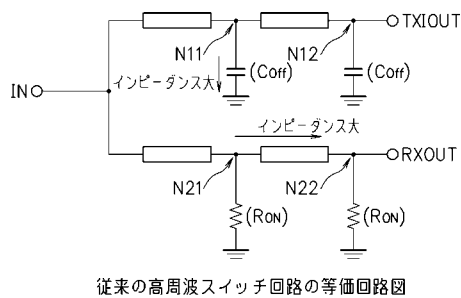 TX1OUT
N11
N12
(COFF)
(COFF)
インピーダンス大
IN
インピーダンス大
RXOUT
N21
N22
(RON)
(RON)
従来の高周波スイッチ回路の等価回路図